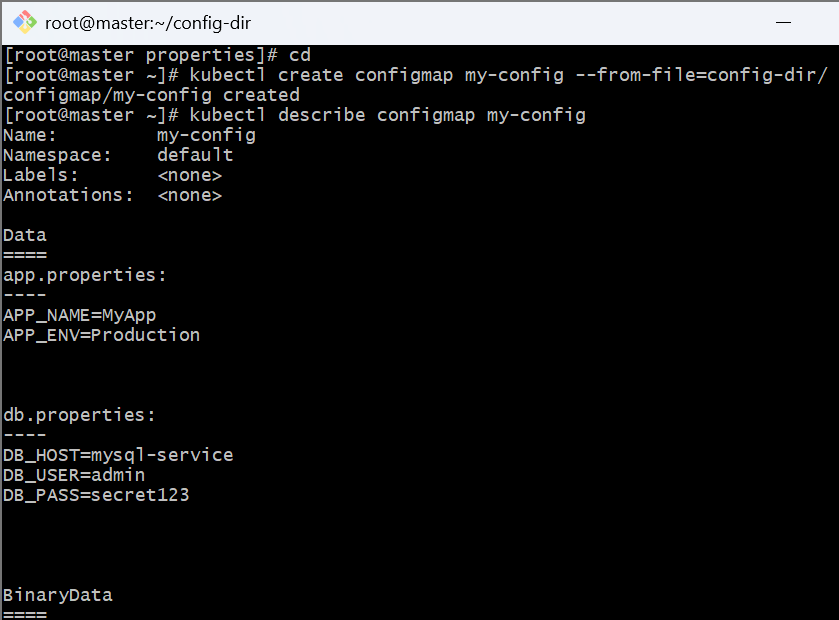 root@master:~/config-dir
[root@master properties]# cd
[root@master ~]# kubectl create configmap my-config --from-file=config-dir/
configmap/my-config created
[root@master ~]# kubectl describe configmap my-config
Name:         my-config
Namespace:    default
Labels:       <none>
Annotations:  <none>

Data
====
app.properties:
----
APP_NAME=MyApp
APP_ENV=Production

db.properties:
----
DB_HOST=mysql-service
DB_USER=admin
DB_PASS=secret123

BinaryData
====